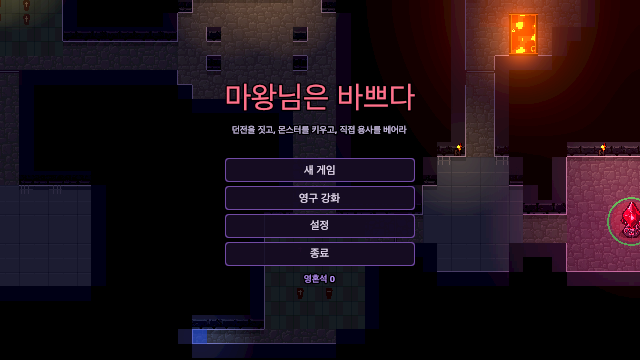 마왕님은 바쁘다
던전을 짓고, 몬스터를 키우고, 직접 용사를 베어라
새 게임
영구 강화
설정
종료
영혼석 0